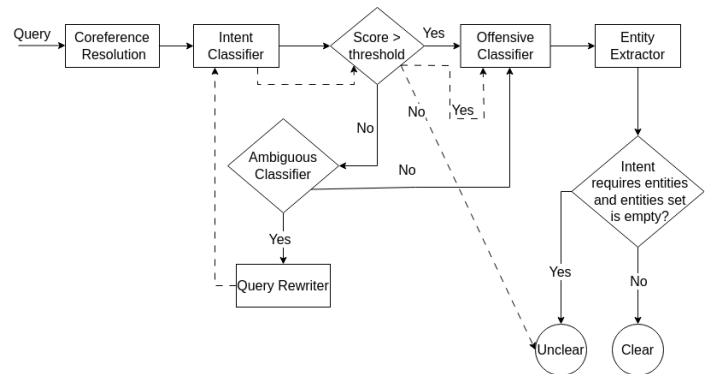 Query
Coreference
Resolution
Intent
Classifier
Score >
threshold
Yes
Offensive
Classifier
Entity
Extractor
No
Yes
No
Ambiguous
Classifier
No
Intent
requires entities
and entities set
is empty?
Yes
Query Rewriter
Yes
No
Unclear
Clear